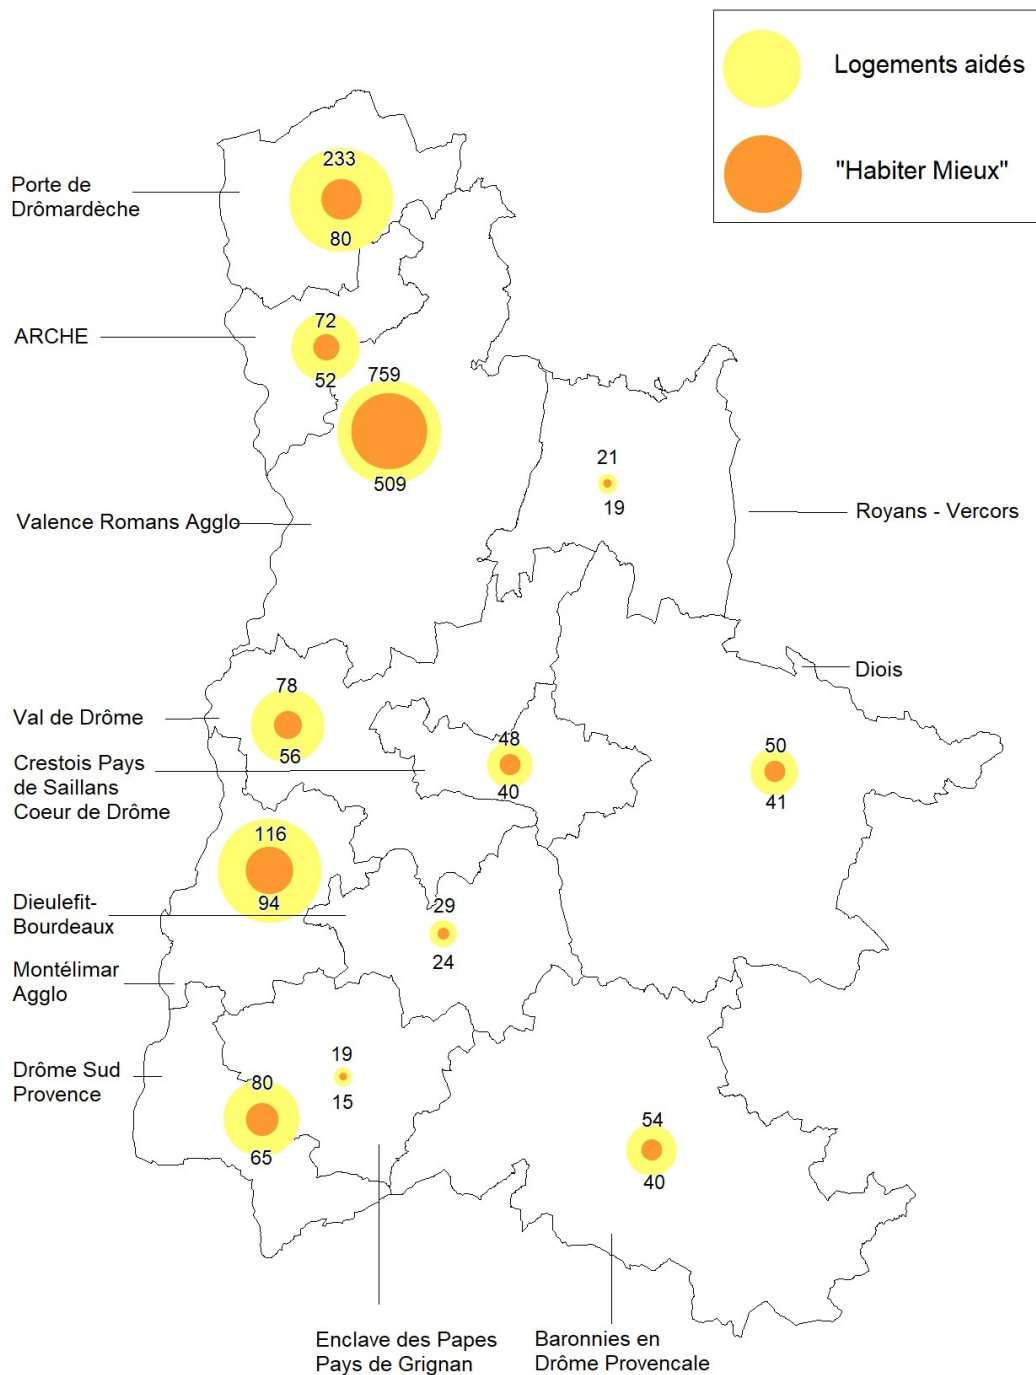 Logements aidés
"Habiter Mieux"
233
Porte de
Drômardèche
80
72
ARCHE
52
759
509
21
19
Valence Romans Agglo
Royans - Vercors
Diois
78
Val de Drôme
56
48
Crestois Pays
de Saillans
Coeur de Drôme
40
50
41
116
94
Dieulefit-
Bourdeaux
29
24
Montélimar
Agglo
19
15
Drôme Sud
Provence
80
65
54
40
Enclave des Papes
Pays de Grignan
Baronnies en
Drôme Provencale